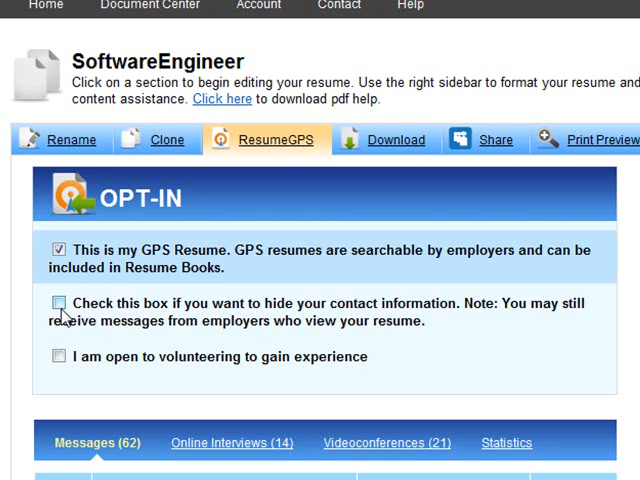 Home Document Center Account Contact Help
SoftwareEngineer
Click on a section to begin editing your resume. Use the right sidebar to format your resume and
content assistance. Click here to download pdf help.
Rename Clone ResumeGPS Download Share Print Preview
OPT-IN
This is my GPS Resume. GPS resumes are searchable by employers and can be
included in Resume Books.
Check this box if you want to hide your contact information. Note: You may still
receive messages from employers who view your resume.
I am open to volunteering to gain experience
Messages (62) Online Interviews (14) Videoconferences (21) Statistics